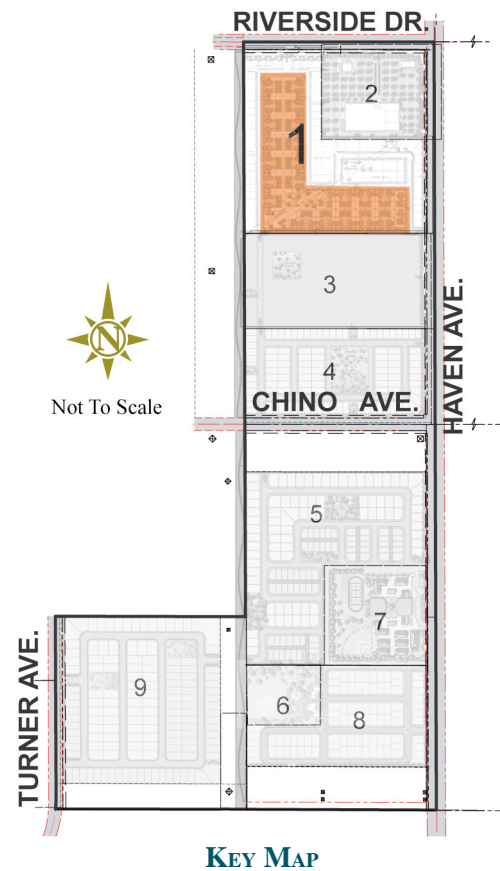 RIVERSIDE DR.
2
1
3
HAVEN AVE.
N
4
Not To Scale
CHINO AVE.
5
7
TURNER AVE.
9
6
8
KEY MAP